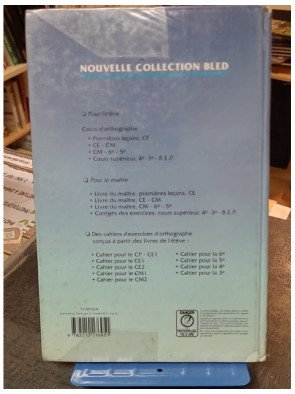 NOUVELLE COLLECTION BLED
❏ Pour l'élève
Cours d'orthographe
• Premières leçons, CE
• CE - CM
• CM - 6e - 5e
• Cours supérieur, 4e - 3e - B.E.P.
❏ Pour le maître
• Livre du maître, premières leçons, CE
• Livre du maître, CE - CM
• Livre du maître, CM - 6e - 5e
• Corrigés des exercices, cours supérieur, 4e - 3e - B.E.P.
❏ Des cahiers d'exercices d'orthographe
conçus à partir des livres de l'élève :
• Cahier pour le CP - CE1
• Cahier pour le CE1
• Cahier pour le CE2
• Cahier pour le CM1
• Cahier pour le CM2
• Cahier pour la 6e
• Cahier pour la 5e
• Cahier pour la 4e
• Cahier pour la 3e
DANGER